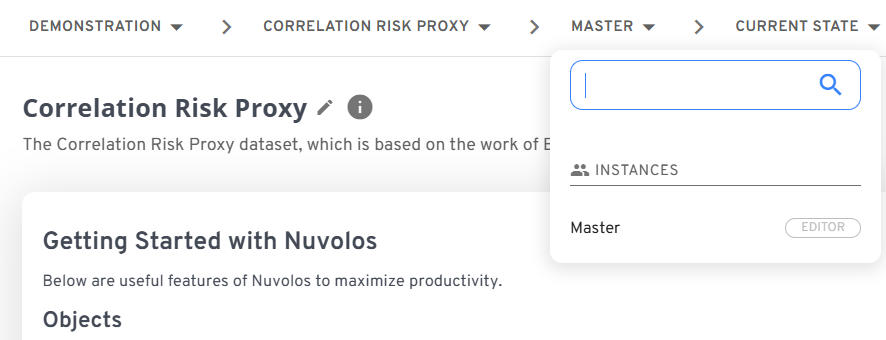 DEMONSTRATION CORRELATION RISK PROXY MASTER CURRENT STATE
Correlation Risk Proxy
The Correlation Risk Proxy dataset, which is based on the work of
INSTANCES
Master EDITOR
Getting Started with Nuvolos
Below are useful features of Nuvolos to maximize productivity.
Objects